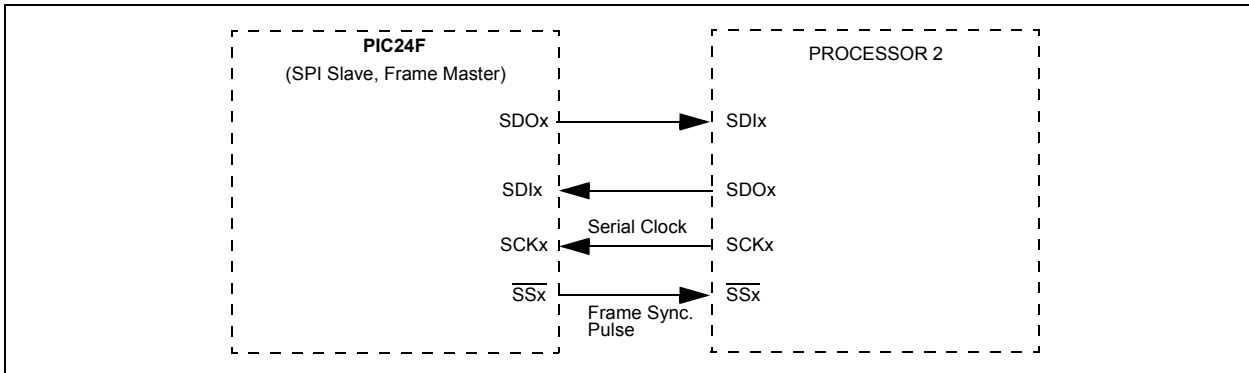 PIC24F
(SPI Slave, Frame Master)
PROCESSOR 2
SDOx
SDIx
SDIx
SDOx
Serial Clock
SCKx
SCKx
SSx
SSx
Frame Sync.
Pulse